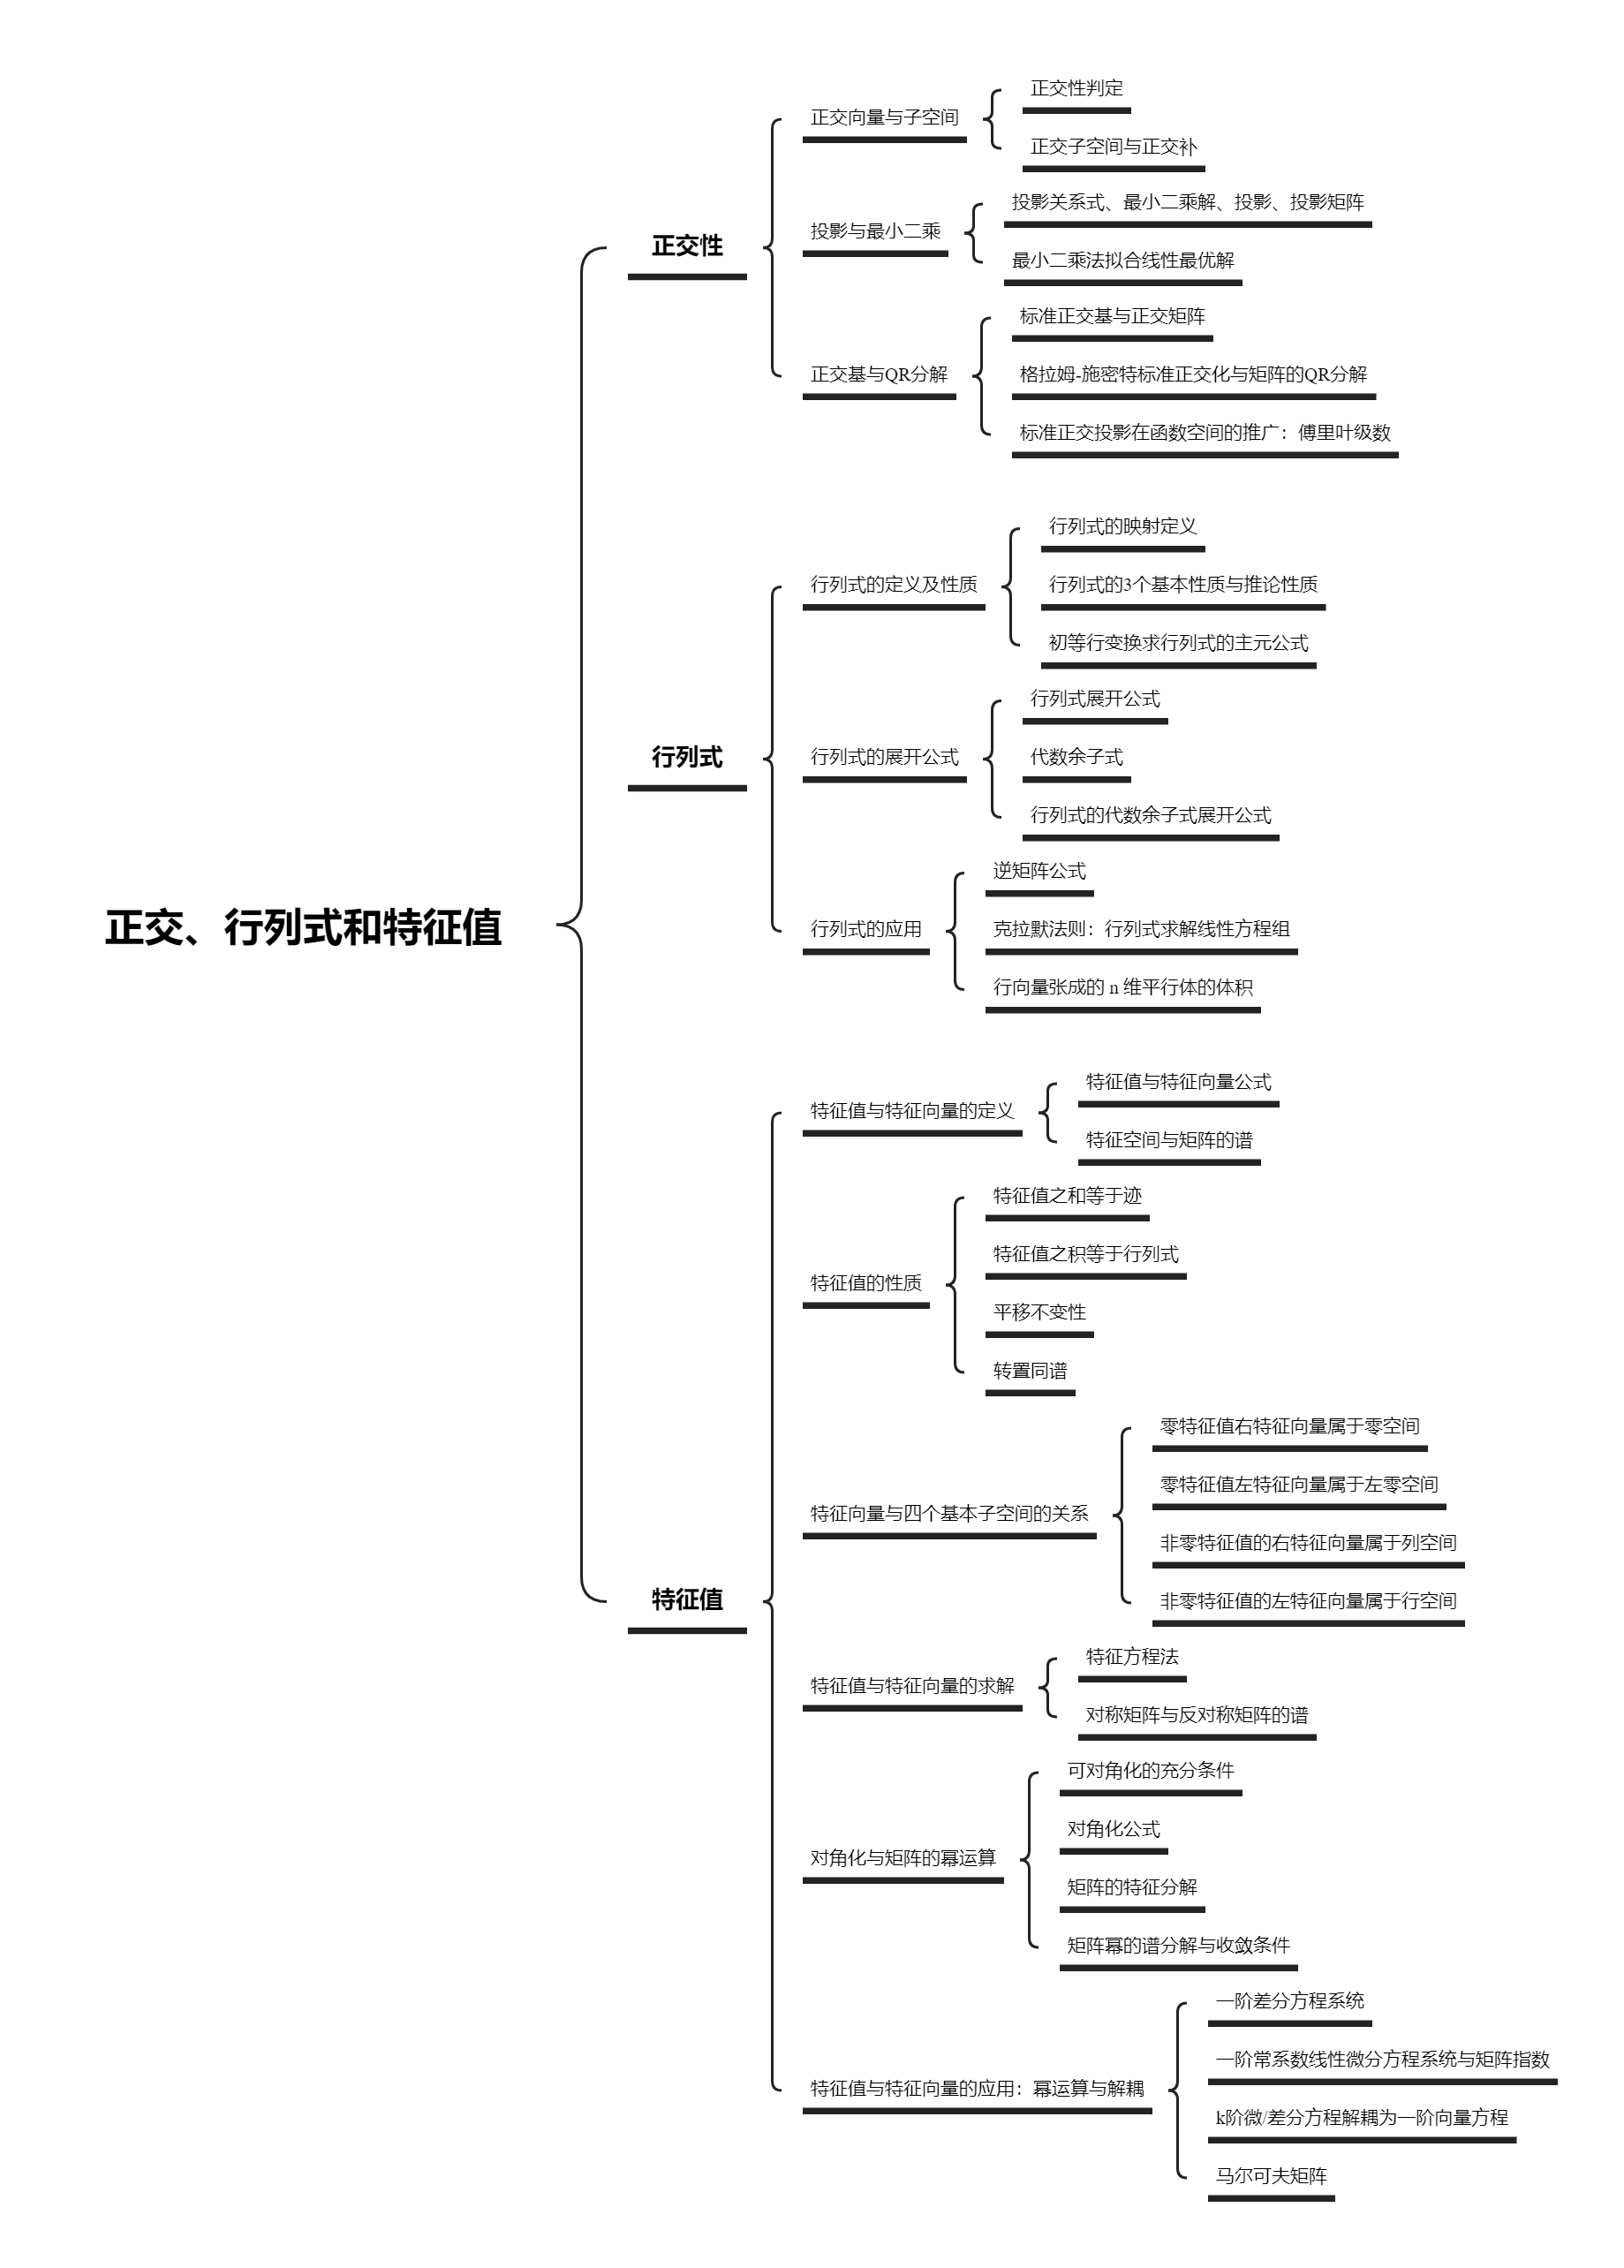 正交、行列式和特征值
正交性
正交向量与子空间
正交性判定
正交子空间与正交补
投影与最小二乘
投影关系式、最小二乘解、投影、投影矩阵
最小二乘法拟合线性最优解
正交基与QR分解
标准正交基与正交矩阵
格拉姆-施密特标准正交化与矩阵的QR分解
标准正交投影在函数空间的推广：傅里叶级数
行列式
行列式的定义及性质
行列式的映射定义
行列式的3个基本性质与推论性质
初等行变换求行列式的主元公式
行列式的展开公式
行列式展开公式
代数余子式
行列式的代数余子式展开公式
行列式的应用
逆矩阵公式
克拉默法则：行列式求解线性方程组
行向量张成的 n 维平行体的体积
特征值
特征值与特征向量的定义
特征值与特征向量公式
特征空间与矩阵的谱
特征值的性质
特征值之和等于迹
特征值之积等于行列式
平移不变性
转置同谱
特征向量与四个基本子空间的关系
零特征值右特征向量属于零空间
零特征值左特征向量属于左零空间
非零特征值的右特征向量属于列空间
非零特征值的左特征向量属于行空间
特征值与特征向量的求解
特征方程法
对称矩阵与反对称矩阵的谱
对角化与矩阵的幂运算
可对角化的充分条件
对角化公式
矩阵的特征分解
矩阵幂的谱分解与收敛条件
特征值与特征向量的应用：幂运算与解耦
一阶差分方程系统
一阶常系数线性微分方程系统与矩阵指数
k阶微/差分方程解耦为一阶向量方程
马尔可夫矩阵